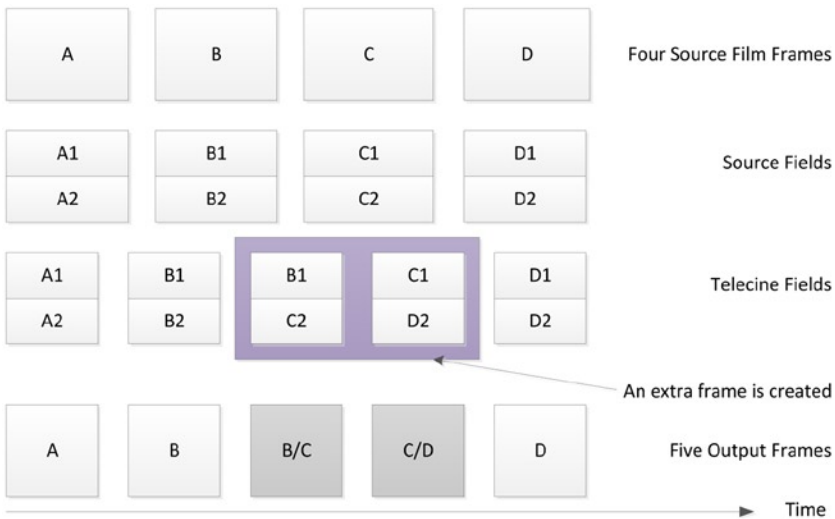 A B C D Four Source Film Frames
A1 B1 C1 D1
Source Fields
A2 B2 C2 D2
A1 B1 B1 C1 D1
Telecine Fields
A2 B2 C2 D2 D2
An extra frame is created
A B B/C C/D D Five Output Frames
Time